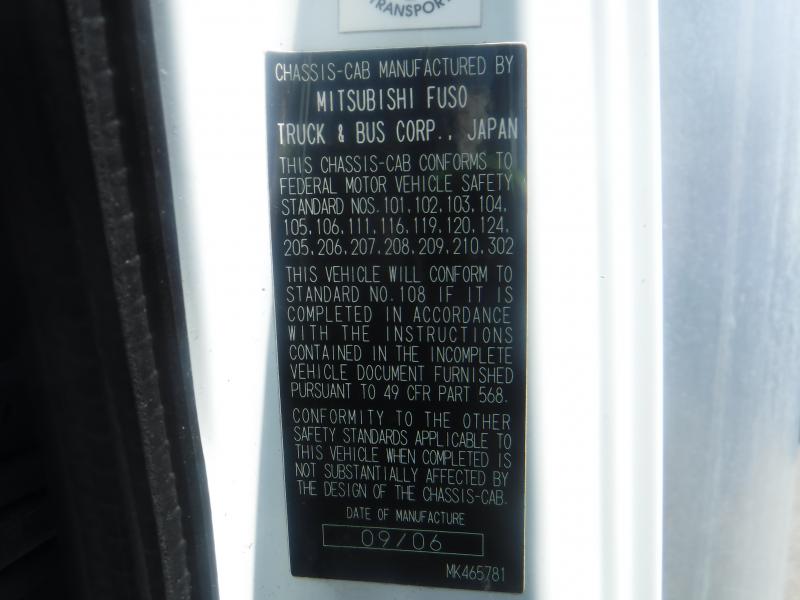 TRANSPORT
CHASSIS-CAB MANUFACTURED BY
MITSUBISHI FUSO
TRUCK & BUS CORP., JAPAN
THIS CHASSIS-CAB CONFORMS TO
FEDERAL MOTOR VEHICLE SAFETY
STANDARD NOS. 101, 102, 103, 104,
105, 106, 111, 116, 119, 120, 124,
205, 206, 207, 208, 209, 210, 302
THIS VEHICLE WILL CONFORM TO
STANDARD NO. 108 IF IT IS
COMPLETED IN ACCORDANCE
WITH THE INSTRUCTIONS
CONTAINED IN THE INCOMPLETE
VEHICLE DOCUMENT FURNISHED
PURSUANT TO 49 CFR PART 568.
CONFORMITY TO THE OTHER
SAFETY STANDARDS APPLICABLE TO
THIS VEHICLE WHEN COMPLETED IS
NOT SUBSTANTIALLY AFFECTED BY
THE DESIGN OF THE CHASSIS-CAB.
DATE OF MANUFACTURE
09/06
MK465781